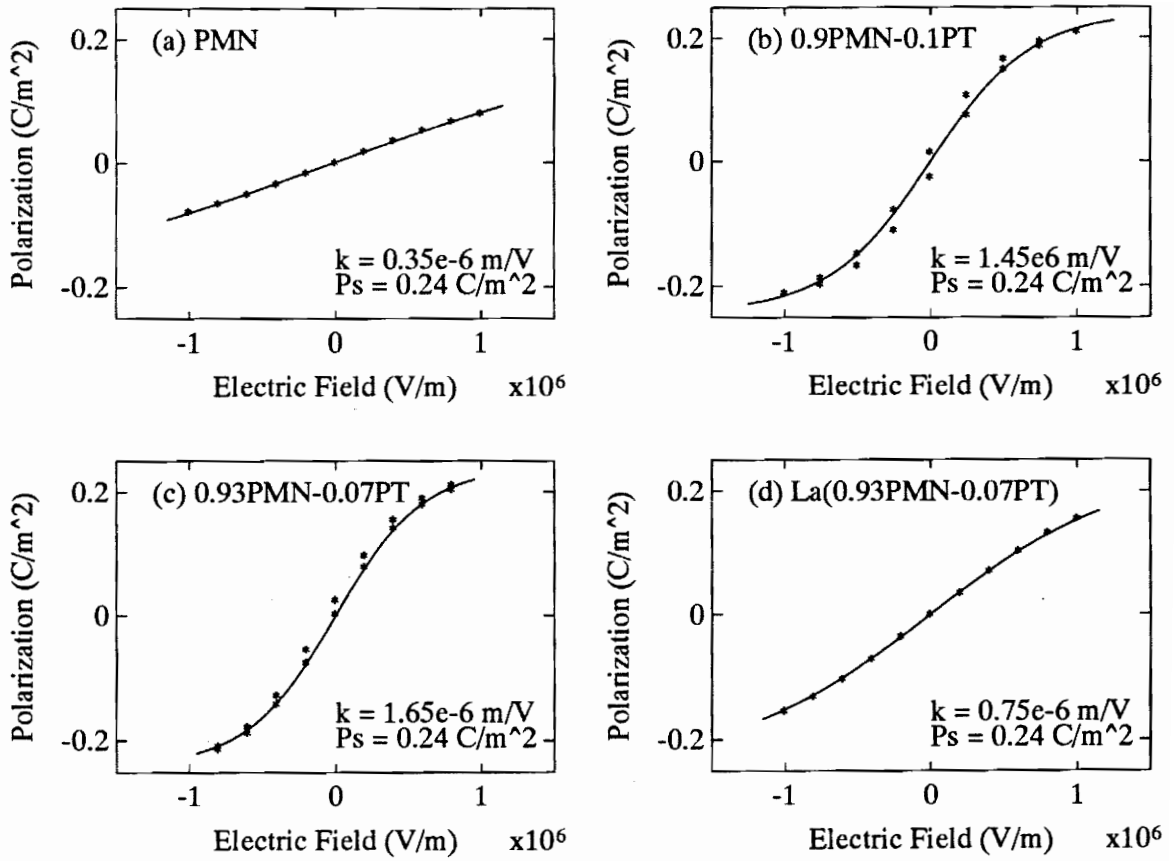 Polarization (C/m^2)
0.2
0
-0.2
(a) PMN
k = 0.35e-6 m/V
Ps = 0.24 C/m^2
-1
0
1
Electric Field (V/m)
x10⁶
Polarization (C/m^2)
0.2
0
-0.2
(b) 0.9PMN-0.1PT
k = 1.45e6 m/V
Ps = 0.24 C/m^2
-1
0
1
Electric Field (V/m)
x10⁶
Polarization (C/m^2)
0.2
0
-0.2
(c) 0.93PMN-0.07PT
k = 1.65e-6 m/V
Ps = 0.24 C/m^2
-1
0
1
Electric Field (V/m)
x10⁶
Polarization (C/m^2)
0.2
0
-0.2
(d) La(0.93PMN-0.07PT)
k = 0.75e-6 m/V
Ps = 0.24 C/m^2
-1
0
1
Electric Field (V/m)
x10⁶